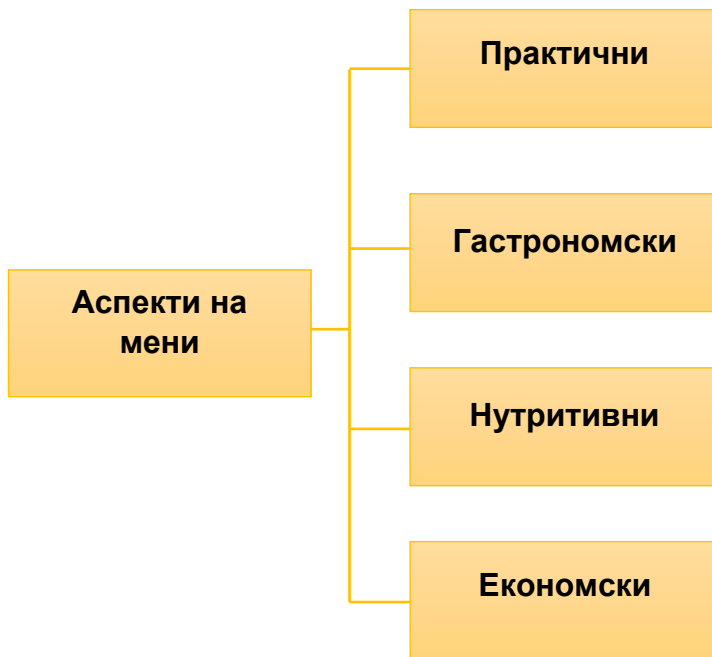 Практични
Гастрономски
Аспекти на
мени
Нутритивни
Економски